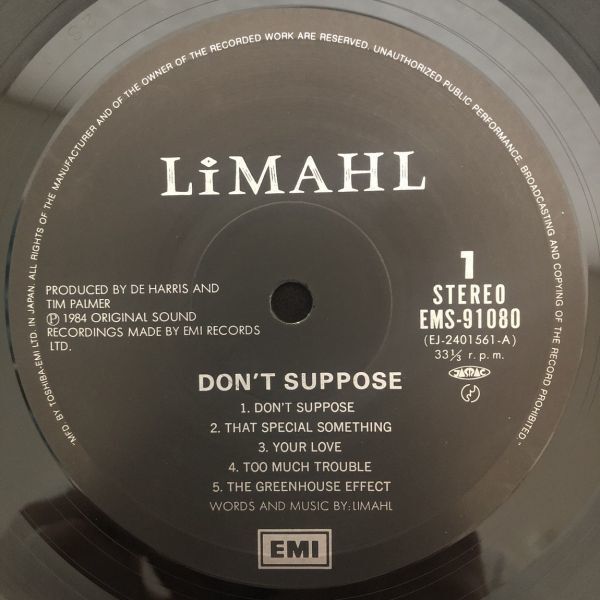 "MFD. BY TOSHIBA-EMI LTD. IN JAPAN. ALL RIGHTS OF THE MANUFACTURER AND OF THE OWNER OF THE RECORDED WORK ARE RESERVED. UNAUTHORIZED PUBLIC PERFORMANCE, BROADCASTING AND COPYING OF THE RECORD PROHIBITED."
LiMAHL
PRODUCED BY DE HARRIS AND
TIM PALMER
℗ 1984 ORIGINAL SOUND
RECORDINGS MADE BY EMI RECORDS
LTD.
1
STEREO
EMS-91080
(EJ-2401561-A)
33⅓ r.p.m.
JASRAC
DON'T SUPPOSE
1. DON'T SUPPOSE
2. THAT SPECIAL SOMETHING
3. YOUR LOVE
4. TOO MUCH TROUBLE
5. THE GREENHOUSE EFFECT
WORDS AND MUSIC BY: LIMAHL
EMI